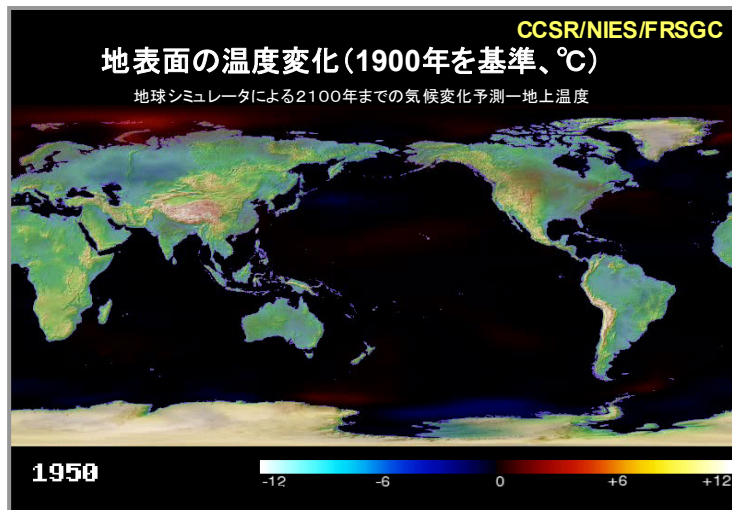 CCSR/NIES/FRSGC
地表面の温度変化(1900年を基準、℃)
地球シミュレータによる2100年までの気候変化予測ー地上温度
1950
-12 -6 0 +6 +12